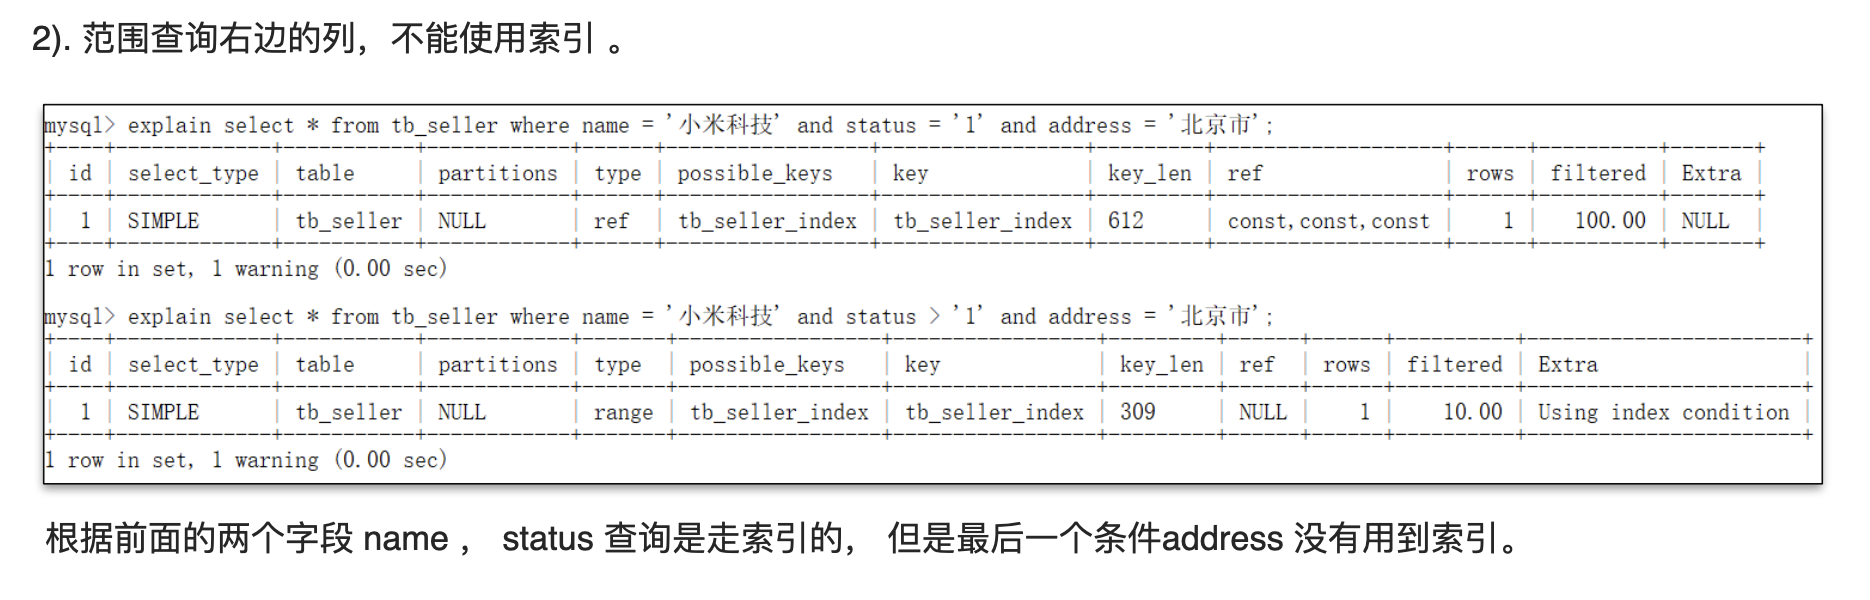 2). 范围查询右边的列，不能使用索引 。
mysql> explain select * from tb_seller where name = '小米科技' and status = '1' and address = '北京市';
+----+-------------+-----------+------------+------+-----------------+-----------------+---------+-------------------+------+----------+-------+
| id | select_type | table | partitions | type | possible_keys | key | key_len | ref | rows | filtered | Extra |
+----+-------------+-----------+------------+------+-----------------+-----------------+---------+-------------------+------+----------+-------+
| 1 | SIMPLE | tb_seller | NULL | ref | tb_seller_index | tb_seller_index | 612 | const,const,const | 1 | 100.00 | NULL |
+----+-------------+-----------+------------+------+-----------------+-----------------+---------+-------------------+------+----------+-------+
1 row in set, 1 warning (0.00 sec)
mysql> explain select * from tb_seller where name = '小米科技' and status > '1' and address = '北京市';
+----+-------------+-----------+------------+-------+-----------------+-----------------+---------+------+------+----------+-----------------------+
| id | select_type | table | partitions | type | possible_keys | key | key_len | ref | rows | filtered | Extra |
+----+-------------+-----------+------------+-------+-----------------+-----------------+---------+------+------+----------+-----------------------+
| 1 | SIMPLE | tb_seller | NULL | range | tb_seller_index | tb_seller_index | 309 | NULL | 1 | 10.00 | Using index condition |
+----+-------------+-----------+------------+-------+-----------------+-----------------+---------+------+------+----------+-----------------------+
1 row in set, 1 warning (0.00 sec)
根据前面的两个字段 name ， status 查询是走索引的， 但是最后一个条件address 没有用到索引。